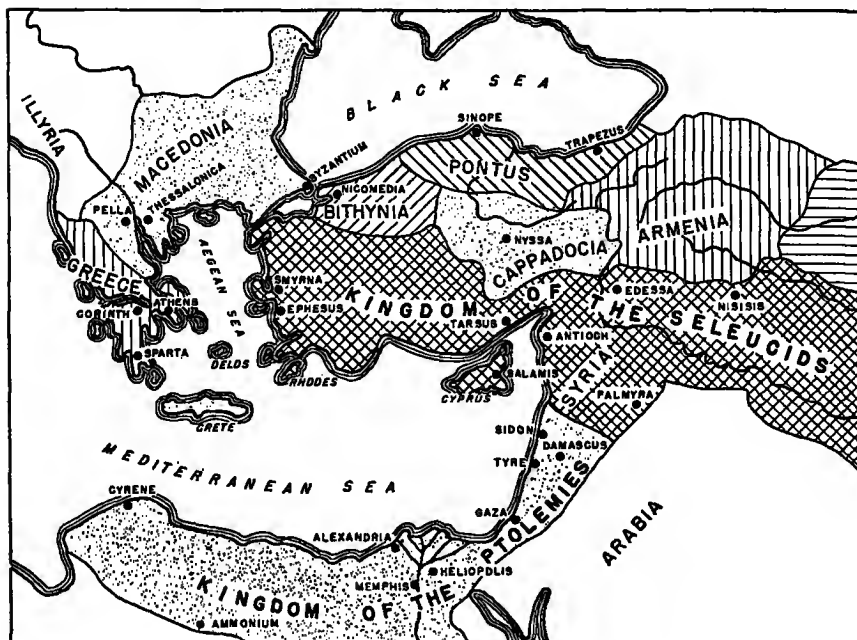 BLACK SEA
ILLYRIA
MACEDONIA
SINOPE
TRAPEZUS
BYZANTIUM
PONTUS
NICOMEDIA
THESSALONICA
PELLA
BITHYNIA
ARMENIA
NYSSA
CAPPADOCIA
AEGEAN SEA
GREECE
SMYRNA
EDESSA
NISISIS
KINGDOM OF THE SELEUCIDS
ATHENS
CORINTH
EPHESUS
TARSUS
ANTIOCH
SPARTA
DELOS
RHODES
SALAMIS
CYPRUS
SYRIA
PALMYRA
CRETE
SIDON
DAMASCUS
TYRE
MEDITERRANEAN SEA
CYRENE
GAZA
ARABIA
ALEXANDRIA
HELIOPOLIS
MEMPHIS
KINGDOM OF THE PTOLEMIES
AMMONIUM